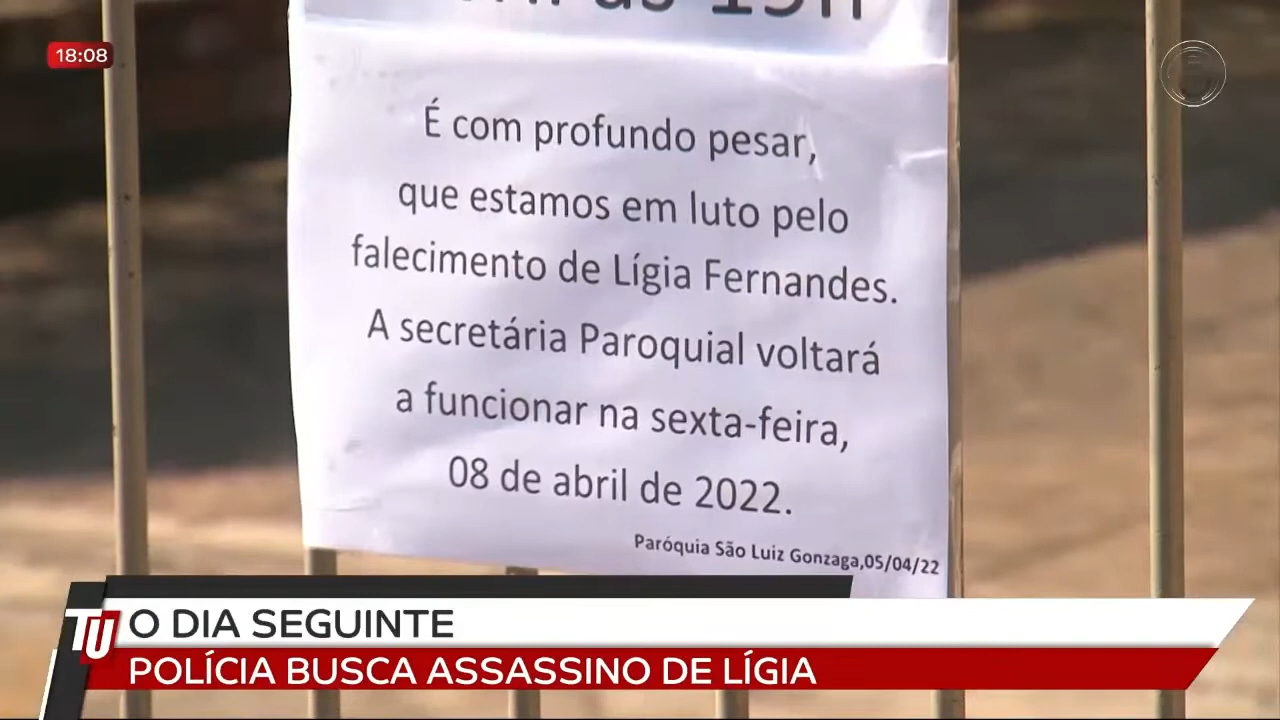 18:08
É com profundo pesar,
que estamos em luto pelo
falecimento de Lígia Fernandes.
A secretária Paroquial voltará
a funcionar na sexta-feira,
08 de abril de 2022.
Paróquia São Luiz Gonzaga,05/04/22
TU
O DIA SEGUINTE
POLÍCIA BUSCA ASSASSINO DE LÍGIA